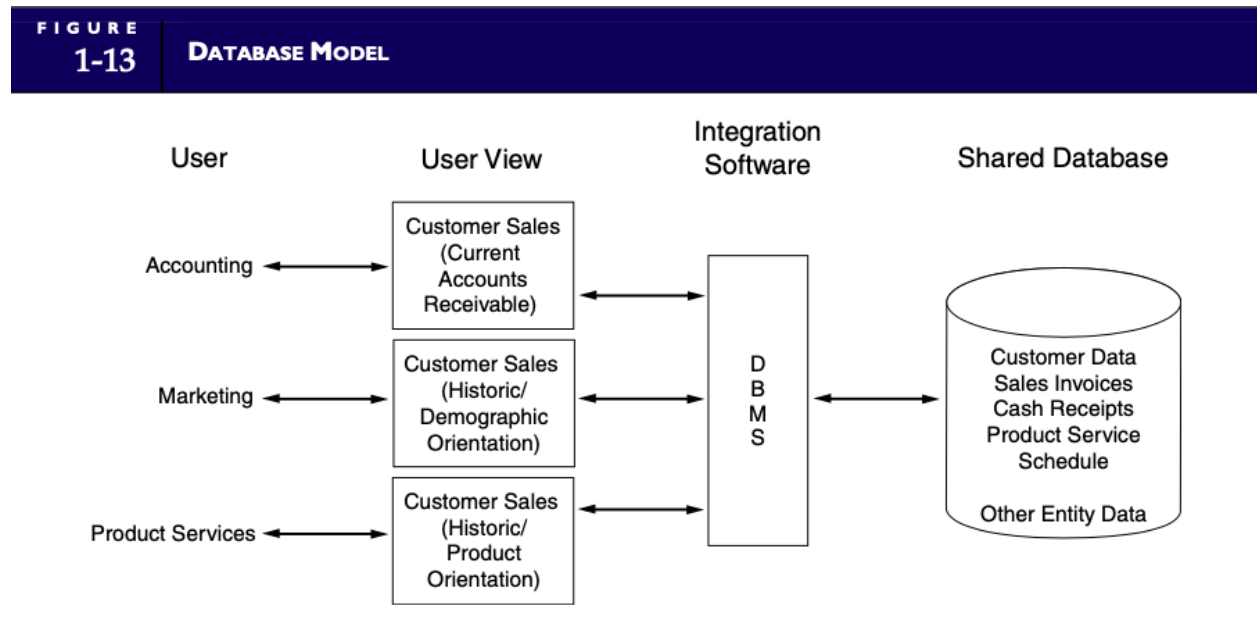 FIGURE
1-13
DATABASE MODEL
User
User View
Integration
Software
Shared Database
Accounting
Customer Sales
(Current
Accounts
Receivable)
Marketing
Customer Sales
(Historic/
Demographic
Orientation)
Product Services
Customer Sales
(Historic/
Product
Orientation)
D
B
M
S
Customer Data
Sales Invoices
Cash Receipts
Product Service
Schedule
Other Entity Data